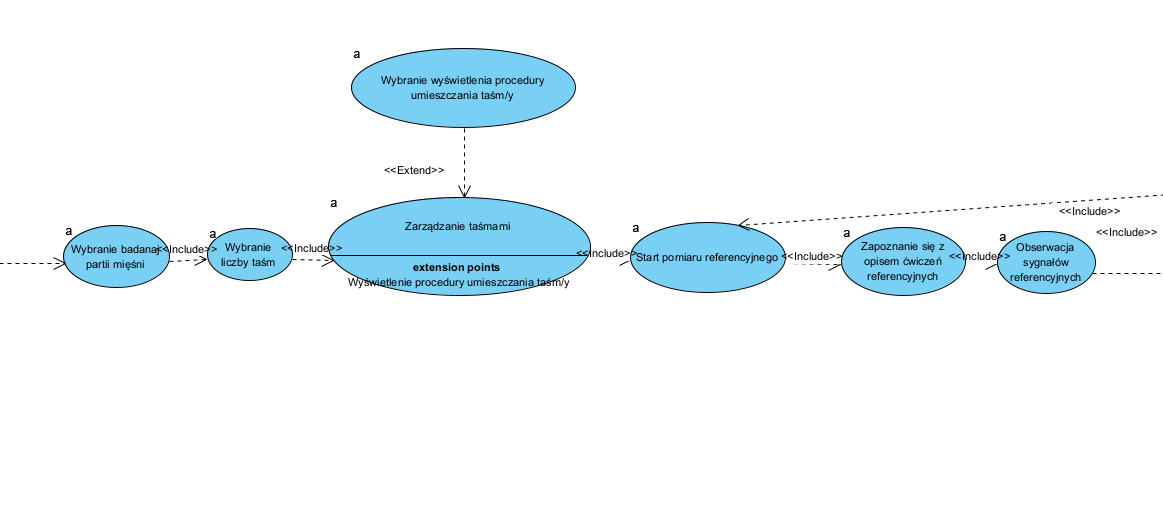 a
Wybranie wyświetlenia procedury
umieszczania taśm/y
<<Extend>>
a
Zarządzanie taśmami
extension points
Wyświetlenie procedury umieszczania taśm/y
a
Wybranie badanaj
partii mięśni
<<Include>>
a
Wybranie
liczby taśm
<<Include>>
<<Include>>
a
Start pomiaru referencyjnego
<<Include>>
a
Zapoznanie się z
opisem ćwiczeń
referencyjnych
<<Include>>
a
Obserwacja
sygnałów
referencyjnych
<<Include>>
<<Include>>